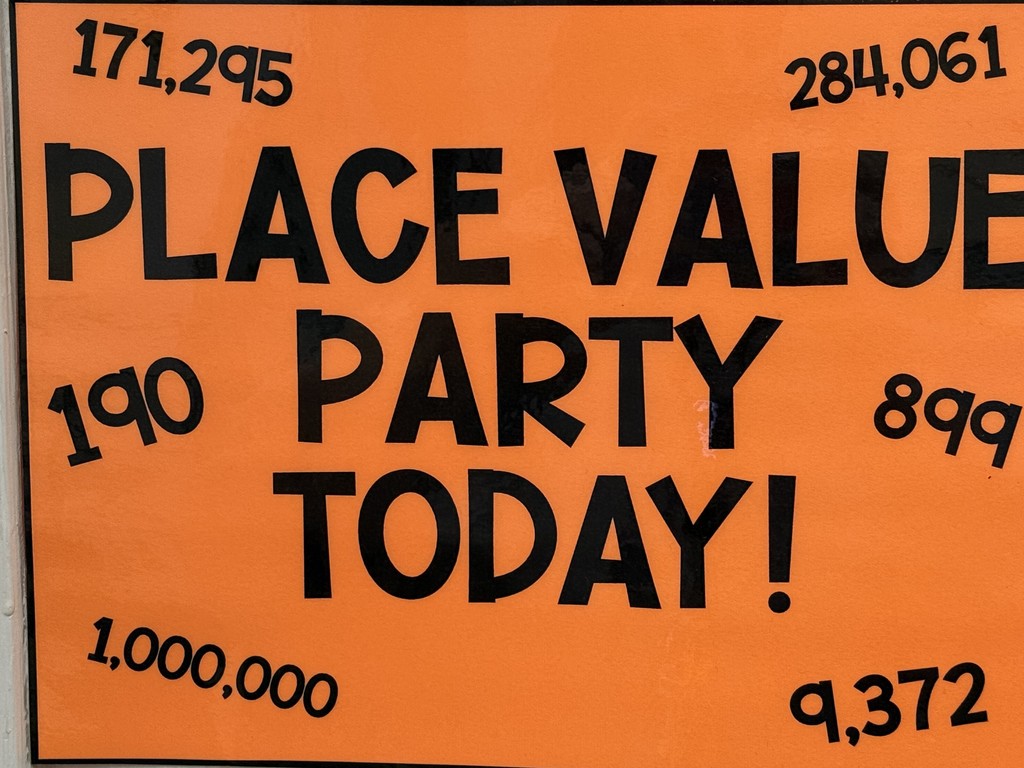 171,295
284,061
PLACE VALUE
PARTY
190
899
TODAY!
1,000,000
9,372